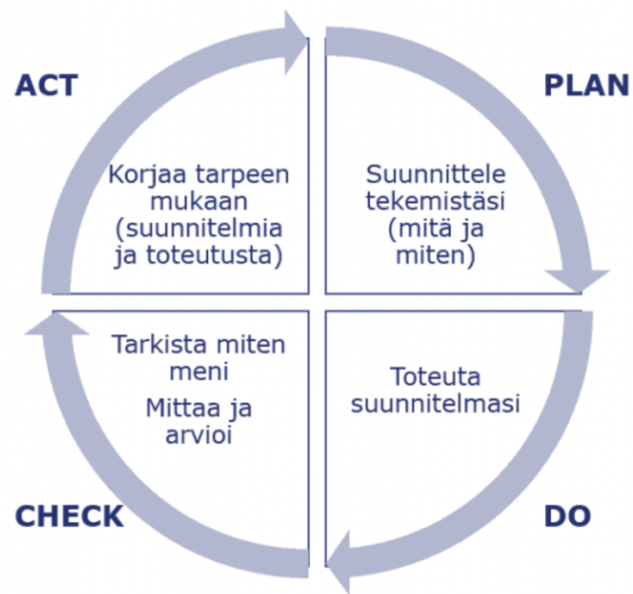 ACT
PLAN
Korjaa tarpeen
mukaan
(suunnitelmia
ja toteutusta)
Suunnittele
tekemistäsi
(mitä ja
miten)
Tarkista miten
meni
Mittaa ja
arvioi
Toteuta
suunnitelmasi
CHECK
DO